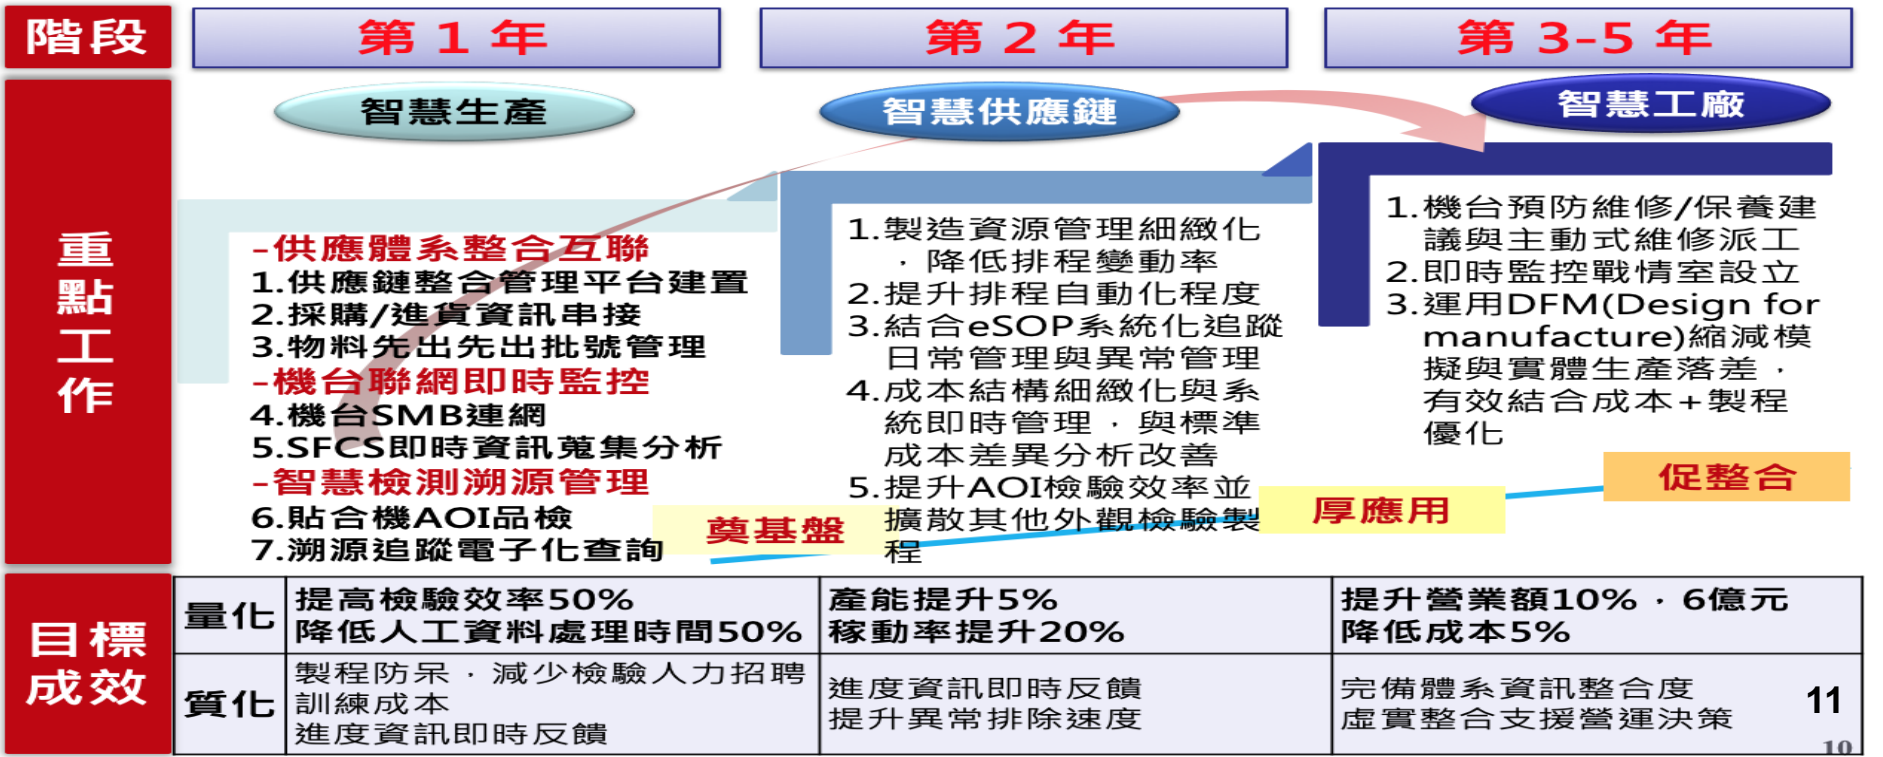 階段
第 1 年
第 2 年
第 3-5 年
重點工作
智慧生產
-供應體系整合互聯
1.供應鏈整合管理平台建置
2.採購/進貨資訊串接
3.物料先出先出批號管理
-機台聯網即時監控
4.機台SMB連網
5.SFCS即時資訊蒐集分析
-智慧檢測溯源管理
6.貼合機AOI品檢
7.溯源追蹤電子化查詢
奠基盤
智慧供應鏈
1.製造資源管理細緻化
，降低排程變動率
2.提升排程自動化程度
3.結合eSOP系統化追蹤
日常管理與異常管理
4.成本結構細緻化與系
統即時管理，與標準
成本差異分析改善
5.提升AOI檢驗效率並
擴散其他外觀檢驗製
程
厚應用
智慧工廠
1.機台預防維修/保養建
議與主動式維修派工
2.即時監控戰情室設立
3.運用DFM(Design for
manufacture)縮減模
擬與實體生產落差，
有效結合成本+製程
優化
促整合
目標成效
量化
提高檢驗效率50%
降低人工資料處理時間50%
產能提升5%
稼動率提升20%
提升營業額10%，6億元
降低成本5%
質化
製程防呆，減少檢驗人力招聘
訓練成本
進度資訊即時反饋
進度資訊即時反饋
提升異常排除速度
完備體系資訊整合度
虛實整合支援營運決策
11
10